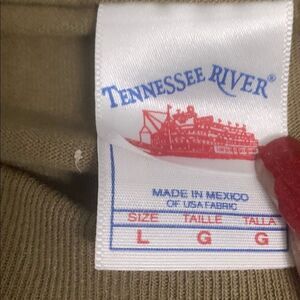 TENNESSEE RIVER®
MADE IN MEXICO
OF USA FABRIC
SIZE TAILLE TALLA
L G G